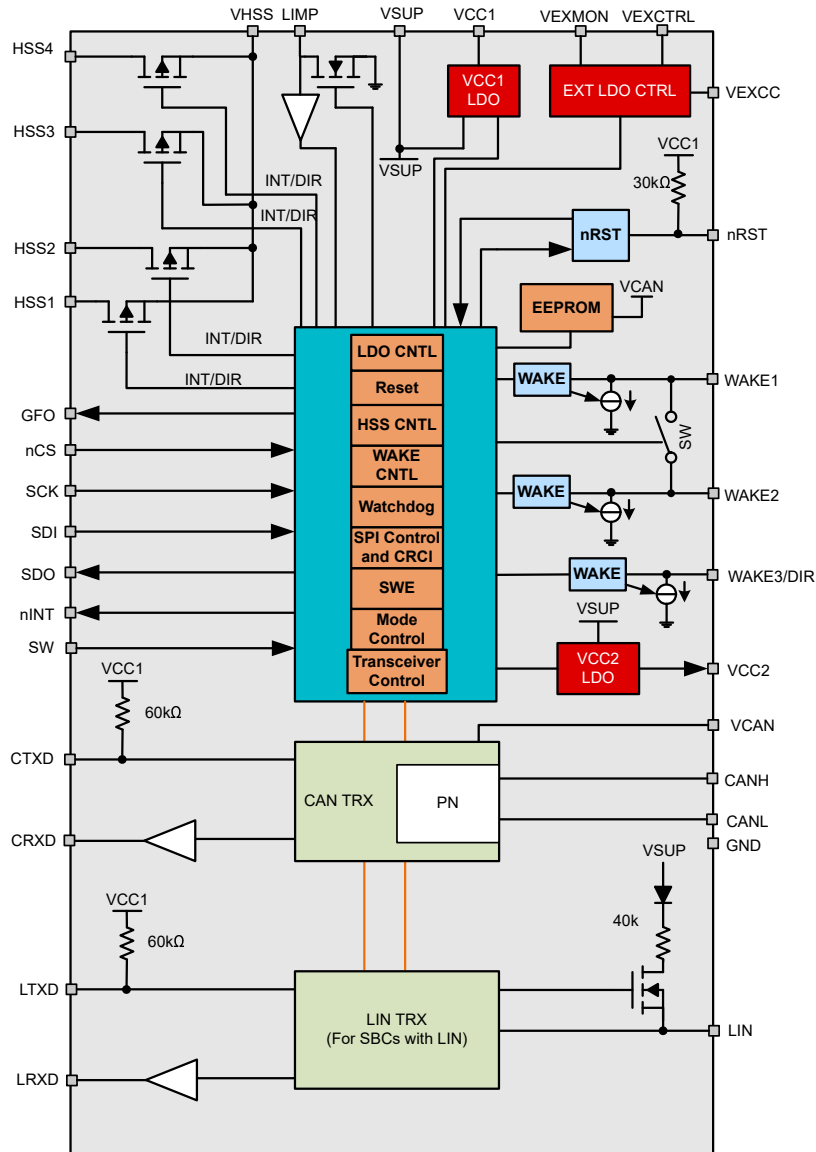 VHSS LIMP VSUP VCC1 VEXMON VEXCTRL
HSS4
VCC1
LDO
EXT LDO CTRL
VEXCC
HSS3
VSUP
VCC1
30kΩ
INT/DIR
INT/DIR
nRST
nRST
HSS2
VCAN
EEPROM
HSS1
INT/DIR
INT/DIR
LDO CNTL
Reset
HSS CNTL
WAKE
CNTL
Watchdog
SPI Control
and CRCI
SWE
Mode
Control
Transceiver
Control
WAKE
WAKE1
SW
WAKE
WAKE2
WAKE
WAKE3/DIR
VSUP
VCC2
LDO
VCC2
GFO
nCS
SCK
SDI
SDO
nINT
SW
VCC1
60kΩ
CTXD
CAN TRX
PN
VCAN
CANH
CANL
GND
CRXD
VSUP
40k
VCC1
60kΩ
LTXD
LIN TRX
(For SBCs with LIN)
LIN
LRXD